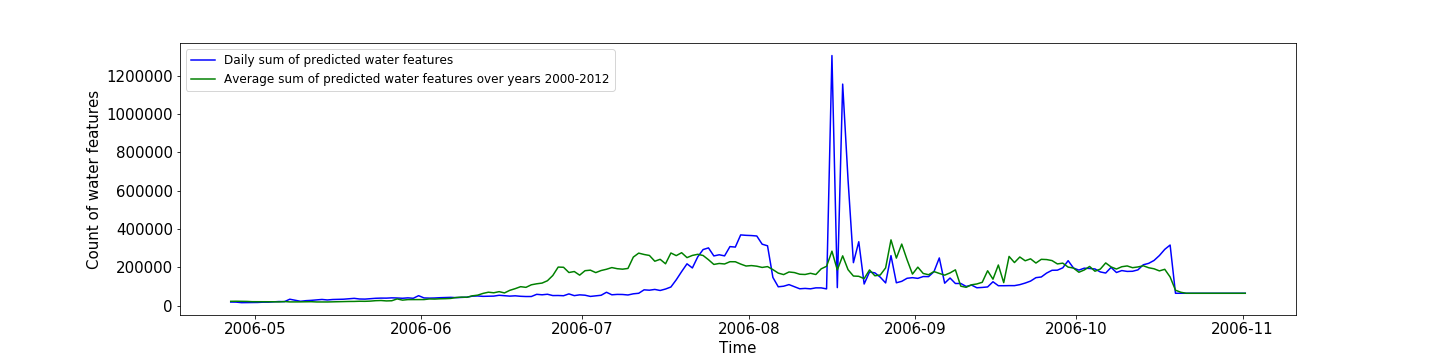 Daily sum of predicted water features
Average sum of predicted water features over years 2000-2012
Count of water features
1200000
1000000
800000
600000
400000
200000
0
2006-05 2006-06 2006-07 2006-08 2006-09 2006-10 2006-11
Time